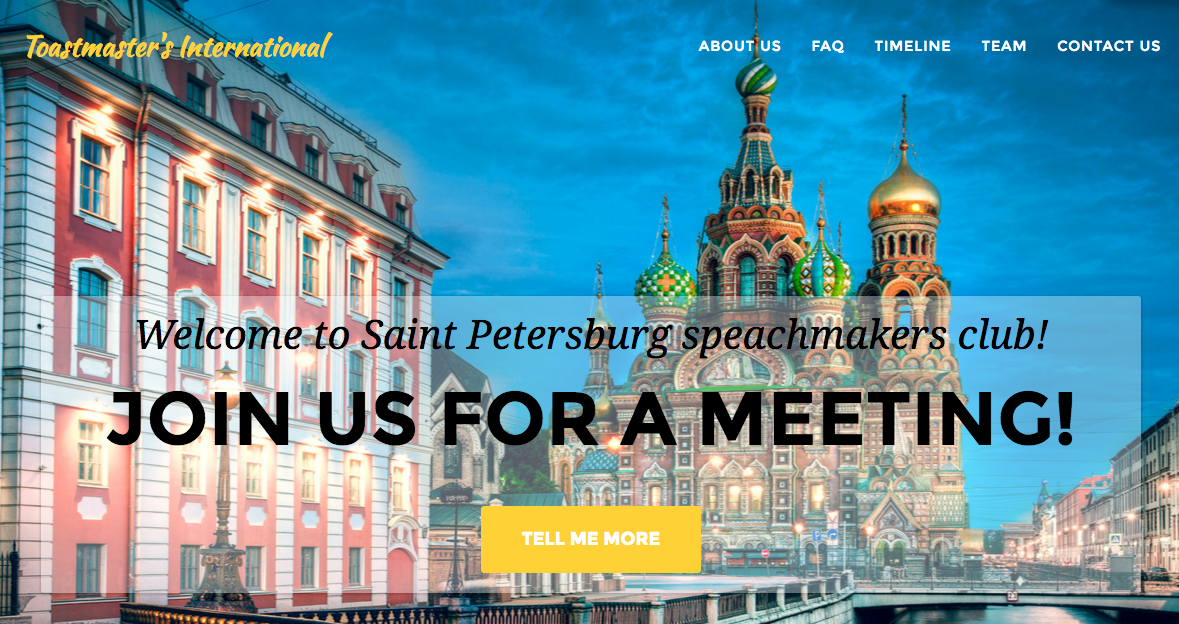 Toastmaster's International
ABOUT US FAQ TIMELINE TEAM CONTACT US
Welcome to Saint Petersburg speachmakers club!
JOIN US FOR A MEETING!
TELL ME MORE